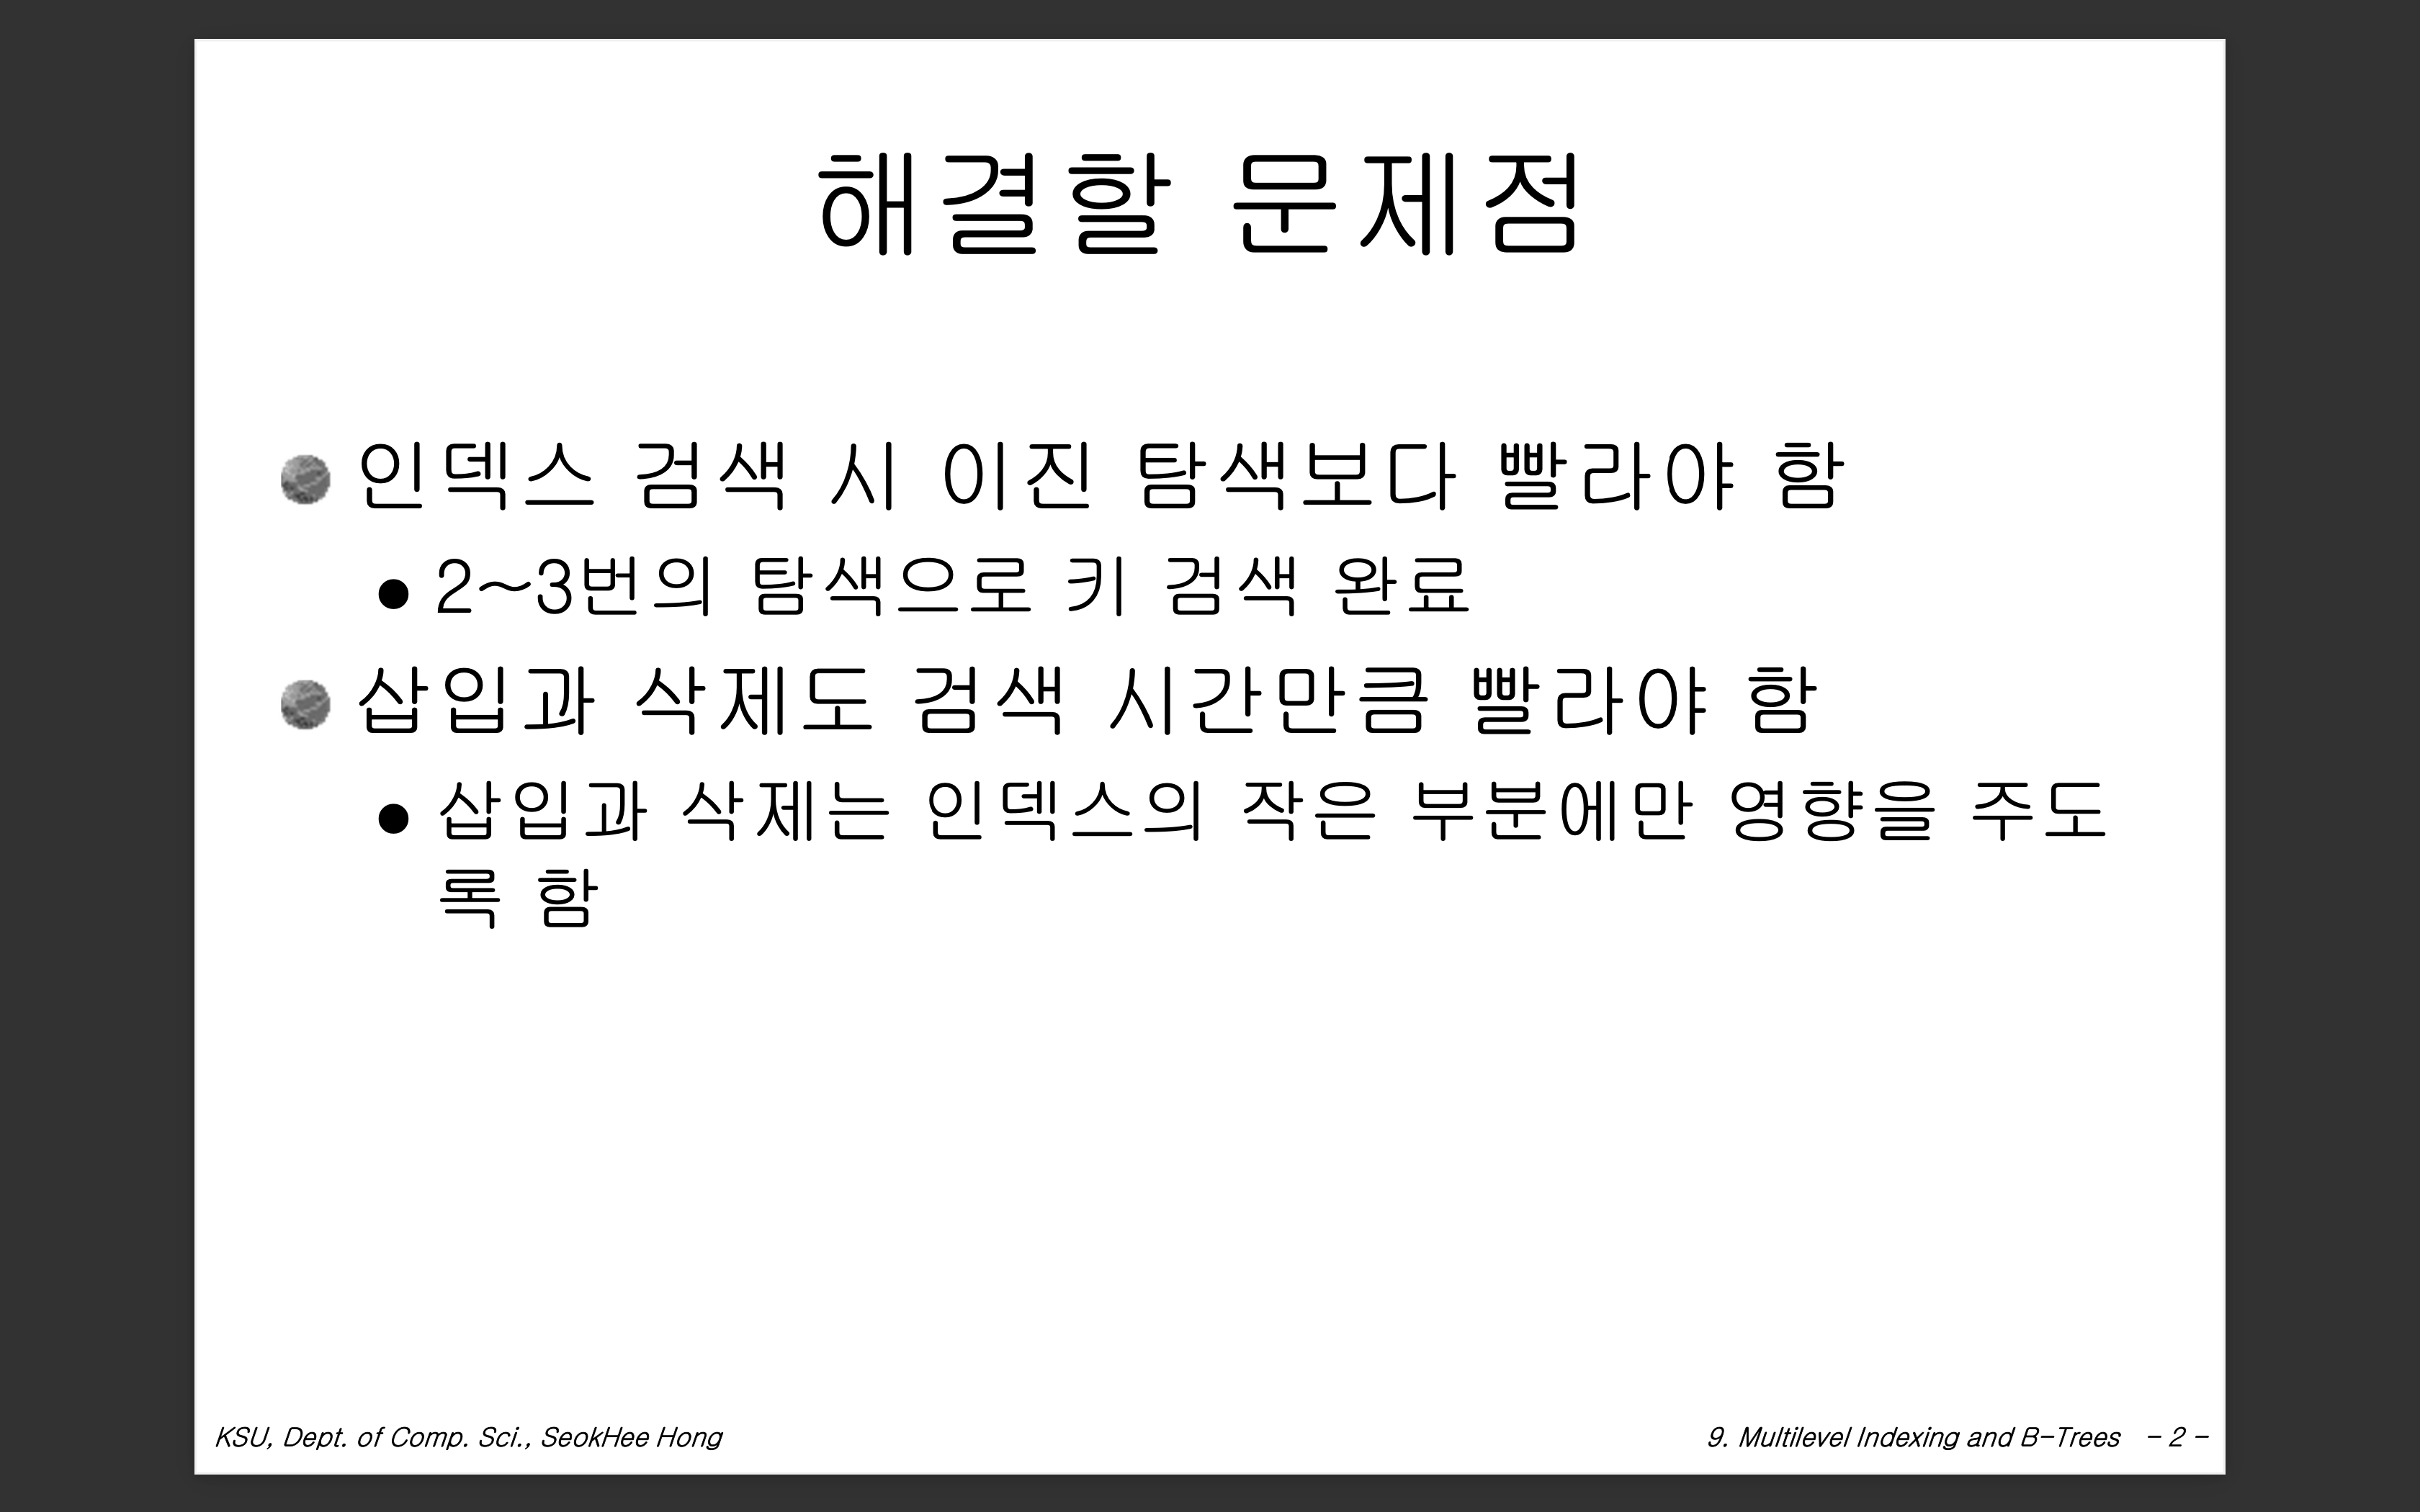 해결할 문제점
인덱스 검색 시 이진 탐색보다 빨라야 함
● 2~3번의 탐색으로 키 검색 완료
삽입과 삭제도 검색 시간만큼 빨라야 함
● 삽입과 삭제는 인덱스의 작은 부분에만 영향을 주도
록 함
KSU, Dept. of Comp. Sci., SeokHee Hong
9. Multilevel Indexing and B-Trees - 2 -